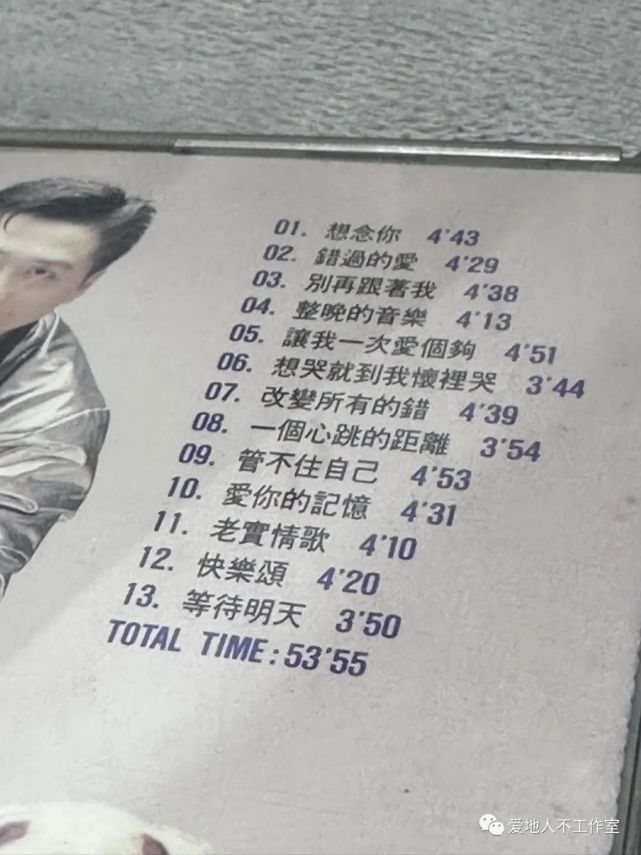 01. 想念你 4'43
02. 錯過的愛 4'29
03. 別再跟著我 4'38
04. 整晚的音樂 4'13
05. 讓我一次愛個夠 4'51
06. 想哭就到我懷裡哭 3'44
07. 改變所有的錯 4'39
08. 一個心跳的距離 3'54
09. 管不住自己 4'53
10. 愛你的記憶 4'31
11. 老實情歌 4'10
12. 快樂頌 4'20
13. 等待明天 3'50
TOTAL TIME:53'55
爱地人不工作室